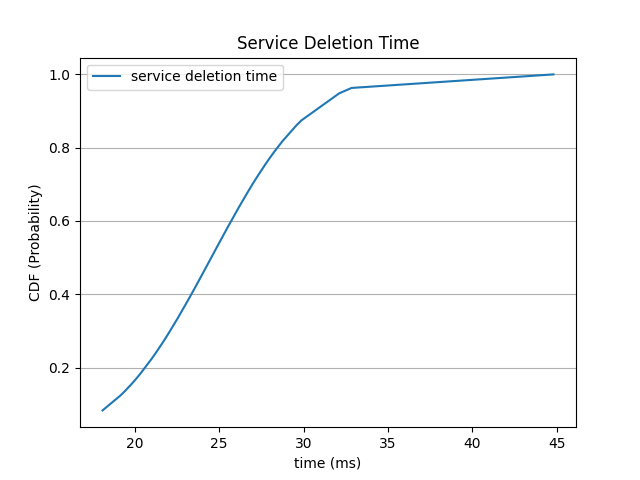 Service Deletion Time
service deletion time
CDF (Probability)
1.0
0.8
0.6
0.4
0.2
20 25 30 35 40 45
time (ms)